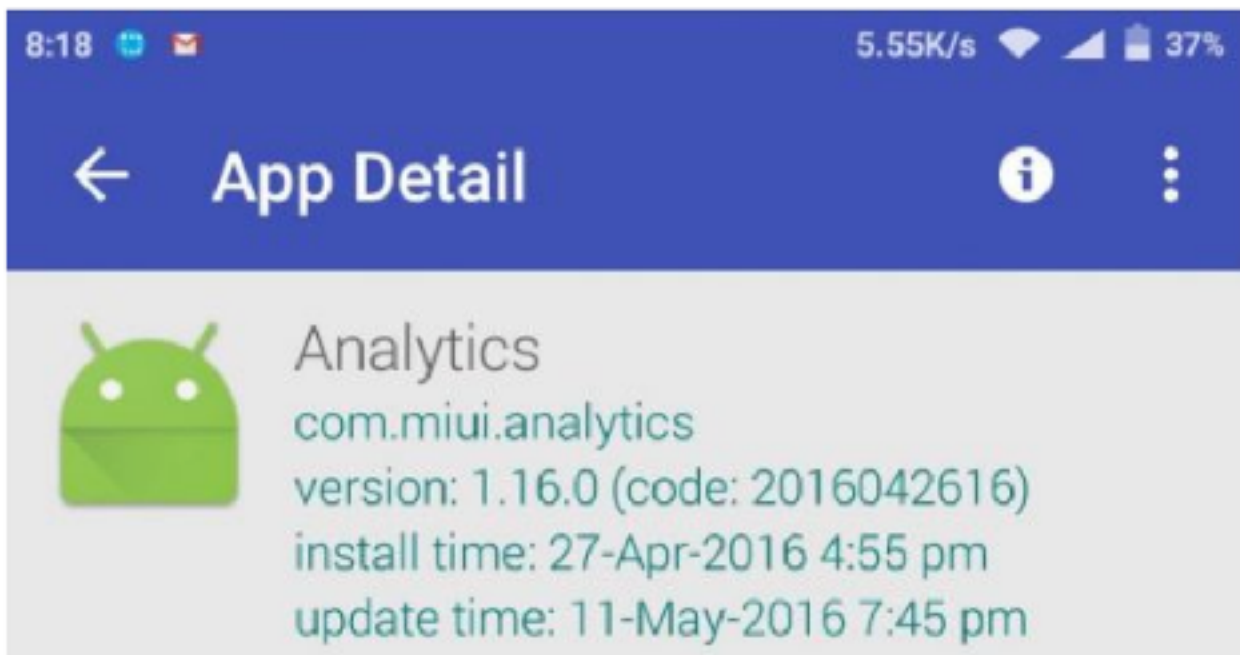 8:18 5.55K/s 37%
App Detail
Analytics
com.miui.analytics
version: 1.16.0 (code: 2016042616)
install time: 27-Apr-2016 4:55 pm
update time: 11-May-2016 7:45 pm